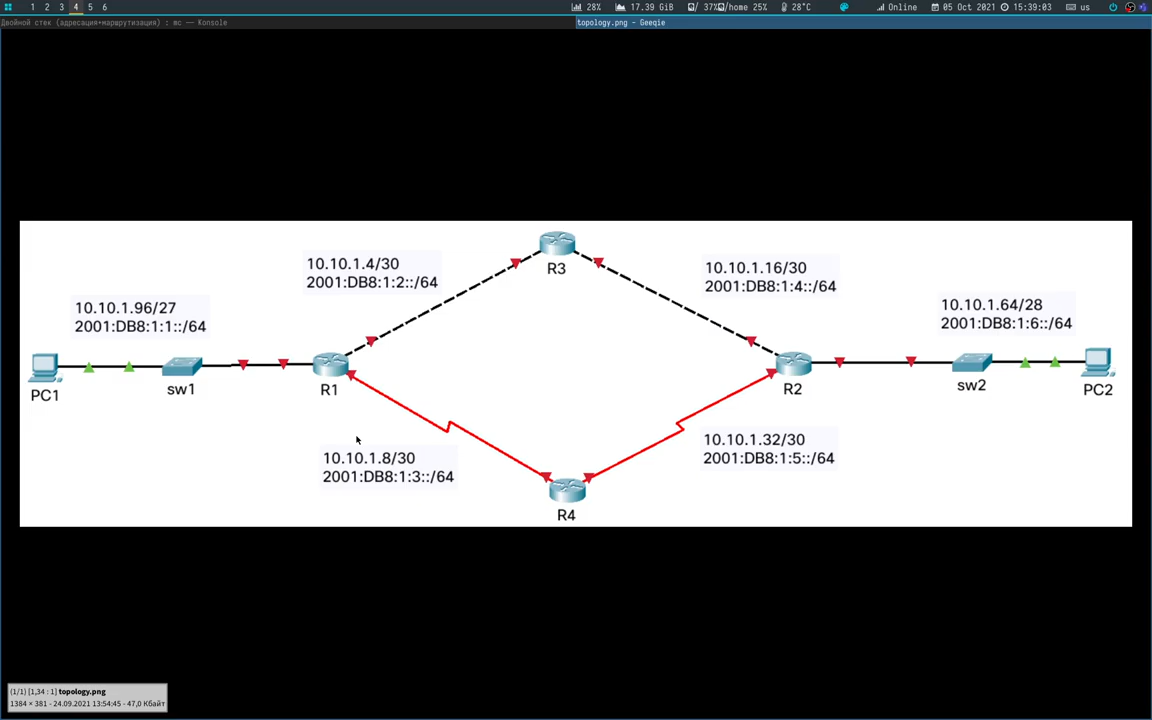 1 2 3 4 5 6 28% 17.39 GiB / 37% /home 25% 28°C Online 05 Oct 2021 15:39:03 us
Двойной стек (адресация+маршрутизация) : mc — Konsole
topology.png - Geeqie
R3
10.10.1.4/30
2001:DB8:1:2::/64
10.10.1.16/30
2001:DB8:1:4::/64
10.10.1.96/27
2001:DB8:1:1::/64
10.10.1.64/28
2001:DB8:1:6::/64
PC1
sw1
R1
R2
sw2
PC2
10.10.1.8/30
2001:DB8:1:3::/64
10.10.1.32/30
2001:DB8:1:5::/64
R4
(1/1) [1,34 : 1] topology.png
1384 × 381 - 24.09.2021 13:54:45 - 47,0 Кбайт